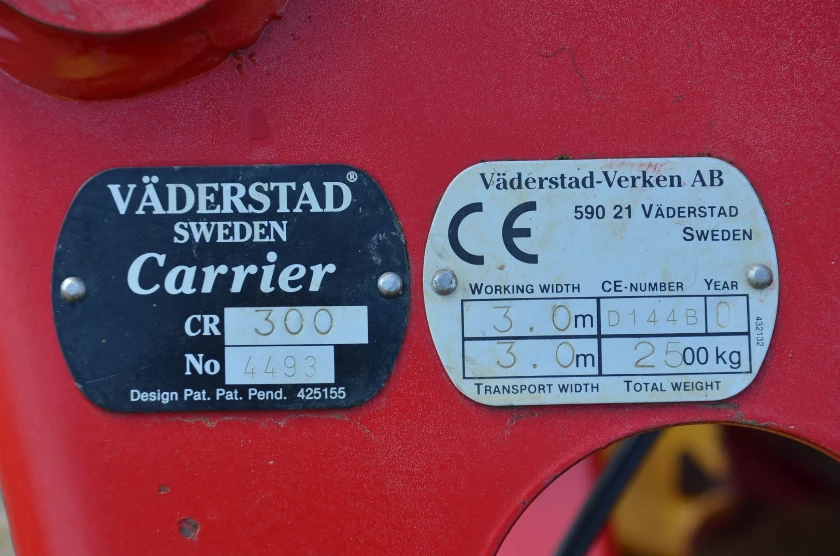 VÄDERSTAD®
SWEDEN
Carrier
CR 300
No 4493
Design Pat. Pat. Pend. 425155
Väderstad-Verken AB
CE 590 21 VÄDERSTAD
SWEDEN
WORKING WIDTH CE-NUMBER YEAR
3.0m D144B 0
3.0m 2500 kg
TRANSPORT WIDTH TOTAL WEIGHT
432132